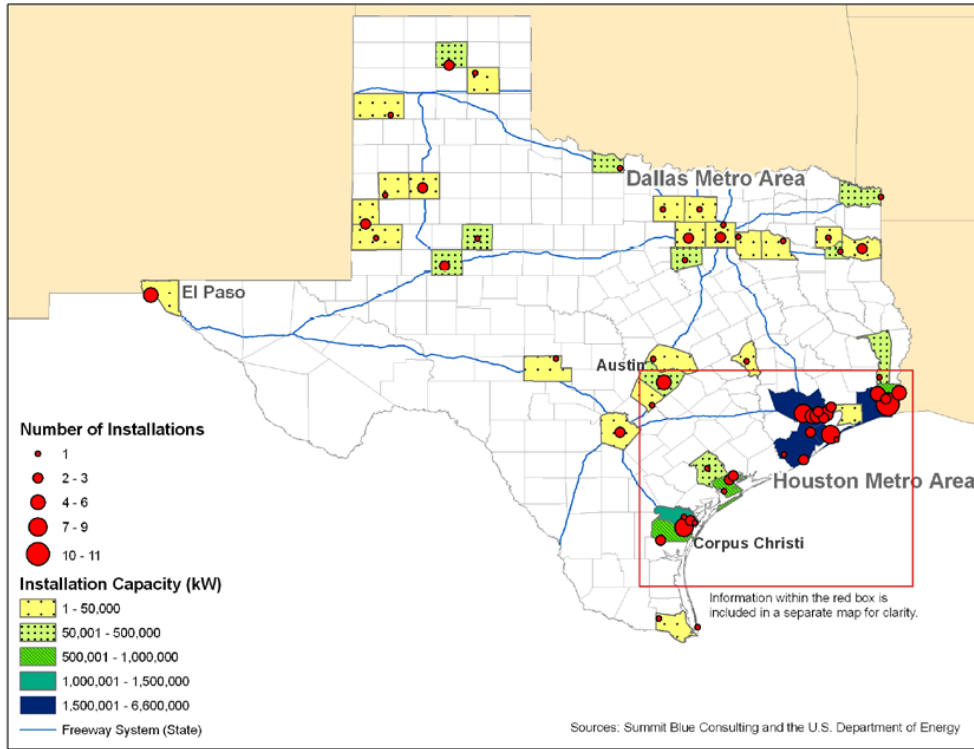 Dallas Metro Area
El Paso
Austin
Houston Metro Area
Corpus Christi
Information within the red box is
included in a separate map for clarity.
Number of Installations
1
2 - 3
4 - 6
7 - 9
10 - 11
Installation Capacity (kW)
1 - 50,000
50,001 - 500,000
500,001 - 1,000,000
1,000,001 - 1,500,000
1,500,001 - 6,600,000
Freeway System (State)
Sources: Summit Blue Consulting and the U.S. Department of Energy